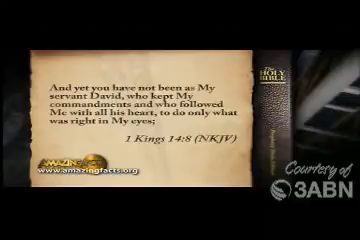 And yet you have not been as My
servant David, who kept My
commandments and who followed
Me with all his heart, to do only what
was right in My eyes;
1 Kings 14:8 (NKJV)
The
HOLY
BIBLE
AMAZING
www.amazingfacts.org
Courtesy of
3ABN